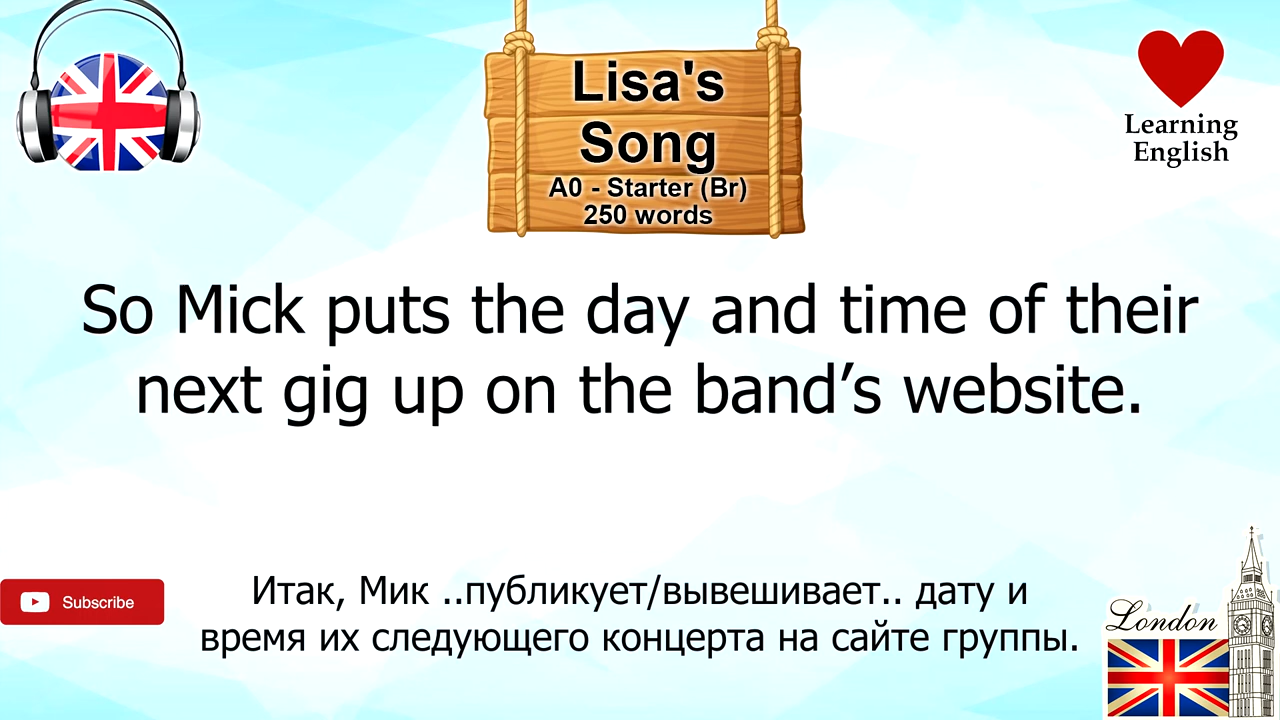 Lisa's
Song
A0 - Starter (Br)
250 words
Learning
English
So Mick puts the day and time of their
next gig up on the band’s website.
Итак, Мик ..публикует/вывешивает.. дату и
время их следующего концерта на сайте группы.
Subscribe
London